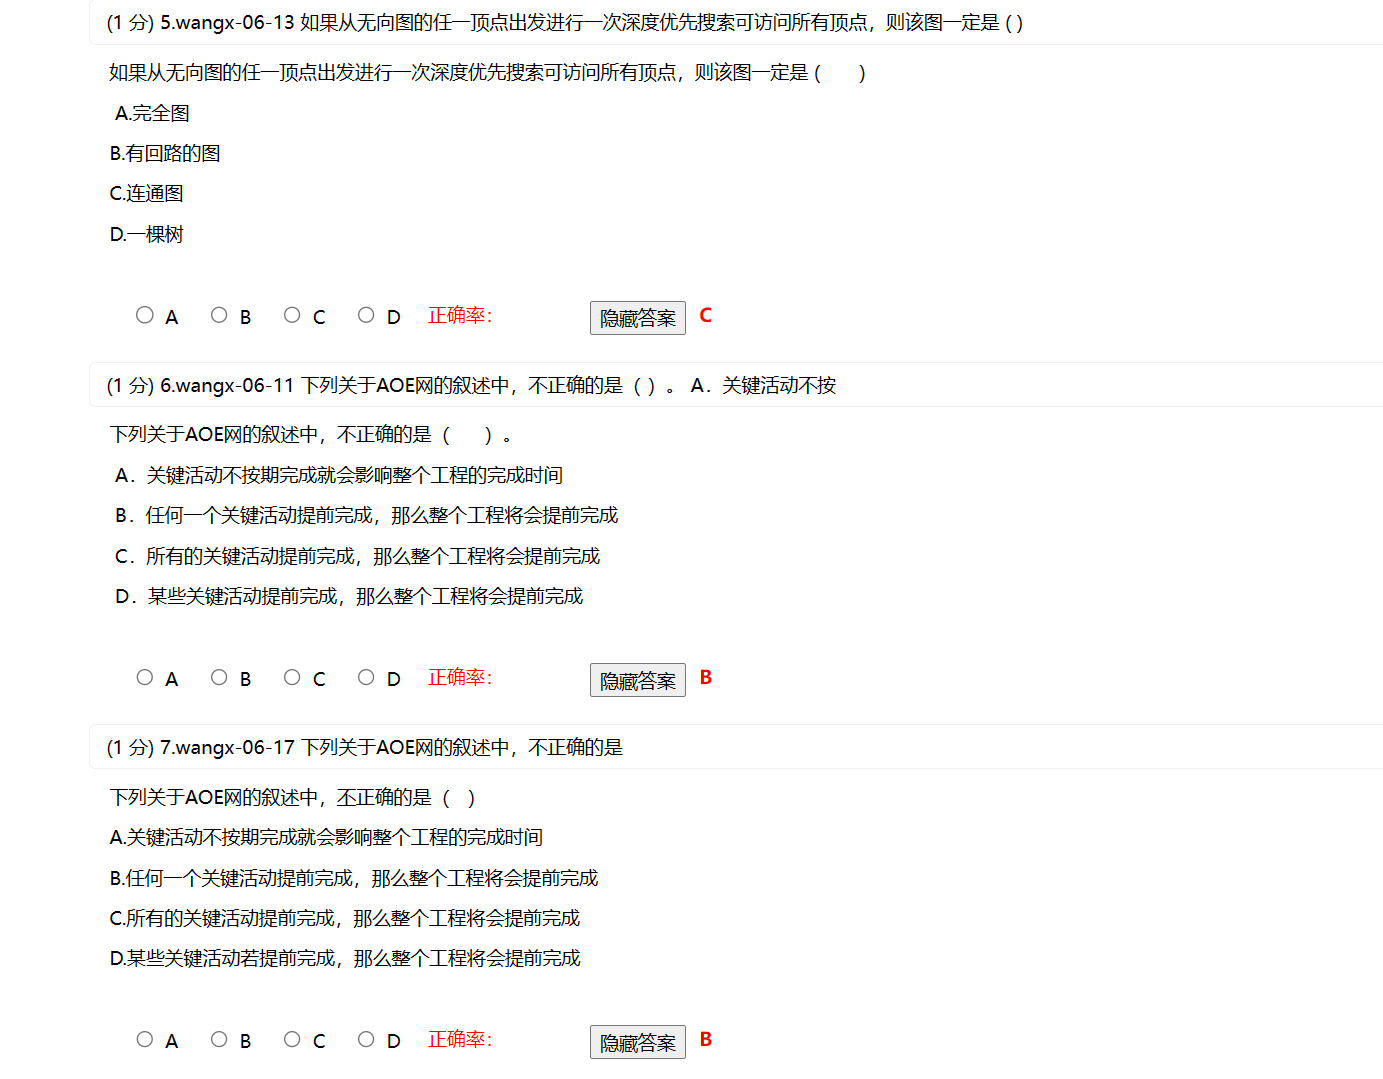 (1 分) 5.wangx-06-13 如果从无向图的任一顶点出发进行一次深度优先搜索可访问所有顶点，则该图一定是 ( )
如果从无向图的任一顶点出发进行一次深度优先搜索可访问所有顶点，则该图一定是 (       )
A.完全图
B.有回路的图
C.连通图
D.一棵树
A B C D 正确率: 隐藏答案 C
(1 分) 6.wangx-06-11 下列关于AOE网的叙述中，不正确的是（ ）。 A．关键活动不按
下列关于AOE网的叙述中，不正确的是（     ）。
A．关键活动不按期完成就会影响整个工程的完成时间
B．任何一个关键活动提前完成，那么整个工程将会提前完成
C．所有的关键活动提前完成，那么整个工程将会提前完成
D．某些关键活动提前完成，那么整个工程将会提前完成
A B C D 正确率: 隐藏答案 B
(1 分) 7.wangx-06-17 下列关于AOE网的叙述中，不正确的是
下列关于AOE网的叙述中，不正确的是（   ）
A.关键活动不按期完成就会影响整个工程的完成时间
B.任何一个关键活动提前完成，那么整个工程将会提前完成
C.所有的关键活动提前完成，那么整个工程将会提前完成
D.某些关键活动若提前完成，那么整个工程将会提前完成
A B C D 正确率: 隐藏答案 B